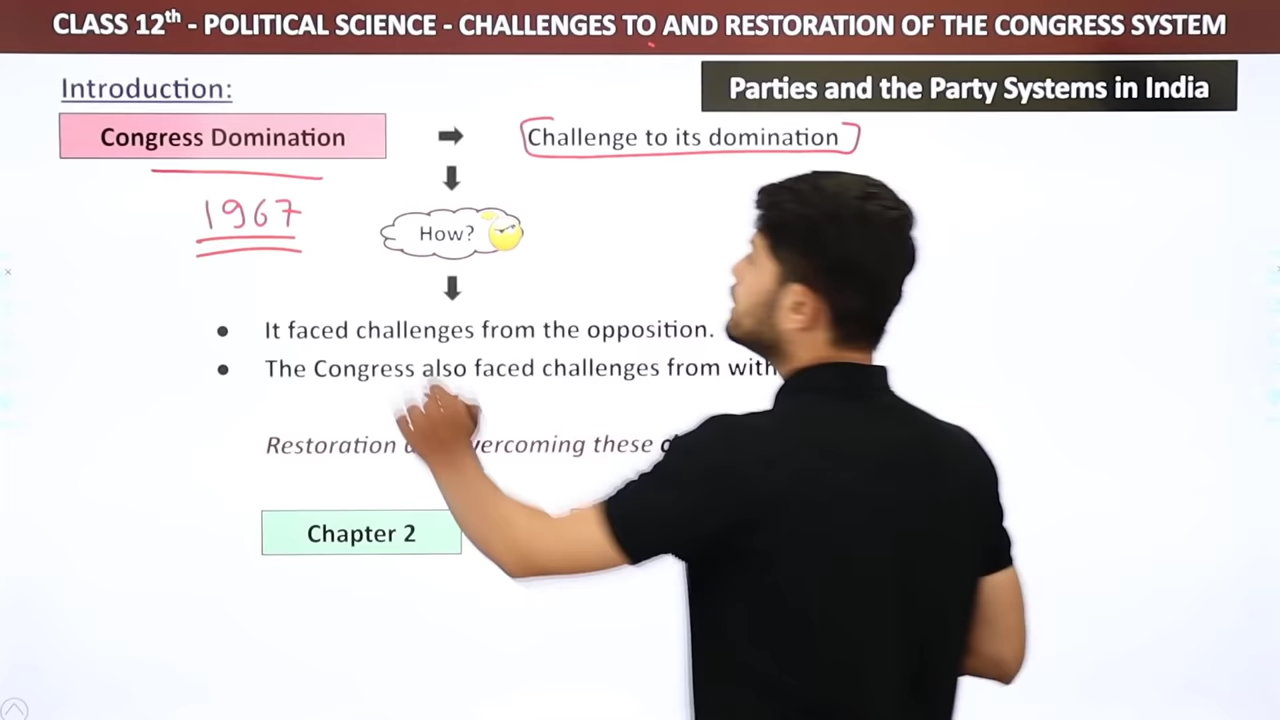 CLASS 12th - POLITICAL SCIENCE - CHALLENGES TO AND RESTORATION OF THE CONGRESS SYSTEM
Introduction:
Parties and the Party Systems in India
Congress Domination
Challenge to its domination
1967
How?
● It faced challenges from the opposition.
● The Congress also faced challenges from
Restoration these
Chapter 2